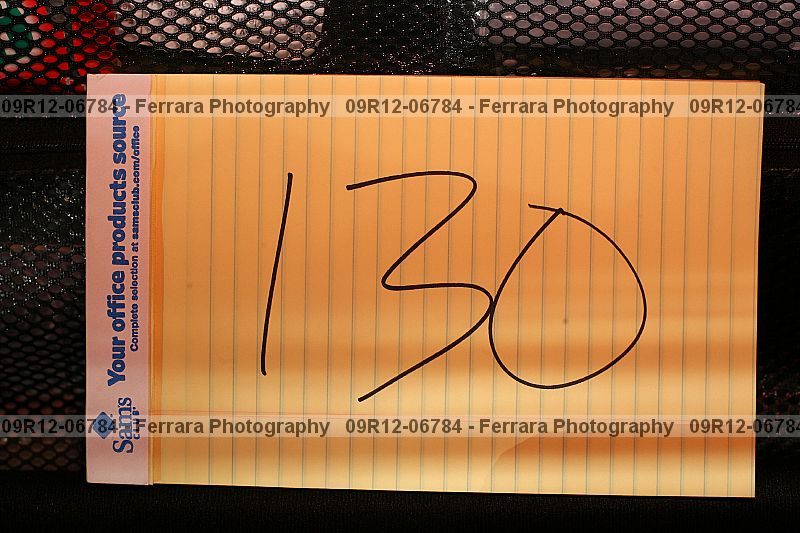 09R12-06784 - Ferrara Photography 09R12-06784 - Ferrara Photography 09R12-06784
130
Your office products source
Complete selection at samsclub.com/office
Sam's
CLUB
09R12-06784 - Ferrara Photography 09R12-06784 - Ferrara Photography 09R12-06784